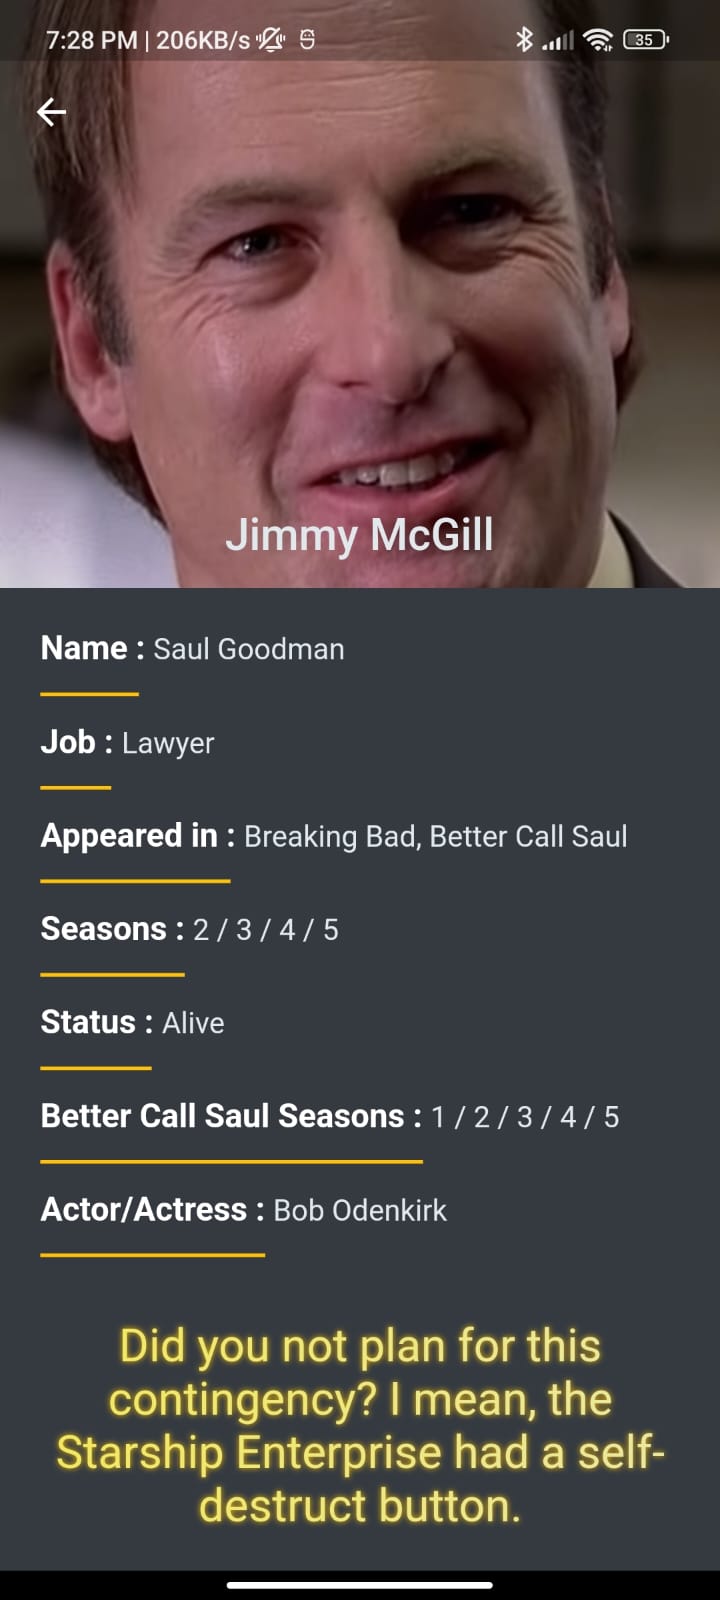 7:28 PM | 206KB/s
35
Jimmy McGill
Name : Saul Goodman
Job : Lawyer
Appeared in : Breaking Bad, Better Call Saul
Seasons : 2 / 3 / 4 / 5
Status : Alive
Better Call Saul Seasons : 1 / 2 / 3 / 4 / 5
Actor/Actress : Bob Odenkirk
Did you not plan for this
contingency? I mean, the
Starship Enterprise had a self-
destruct button.